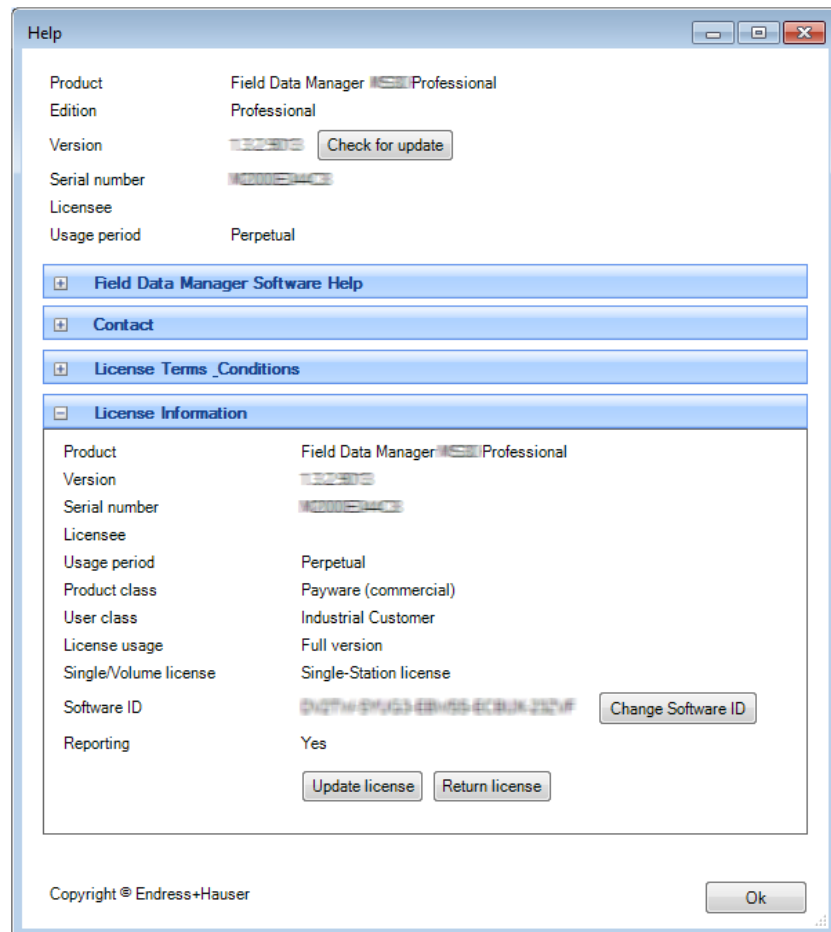 Help
Product Field Data Manager Professional
Edition Professional
Version Check for update
Serial number
Licensee
Usage period Perpetual
Field Data Manager Software Help
Contact
License Terms _Conditions
License Information
Product Field Data Manager Professional
Version
Serial number
Licensee
Usage period Perpetual
Product class Payware (commercial)
User class Industrial Customer
License usage Full version
Single/Volume license Single-Station license
Software ID Change Software ID
Reporting Yes
Update license Return license
Copyright © Endress+Hauser Ok